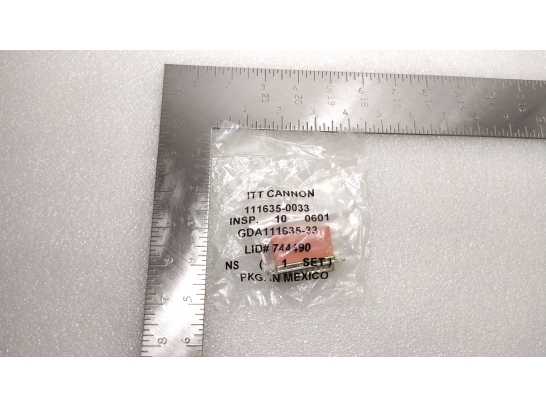 ITT CANNON
111635-0033
INSP. 10 0601
GDA111635-33
LID# 744490
NS ( 1 SET )
PKG. IN MEXICO